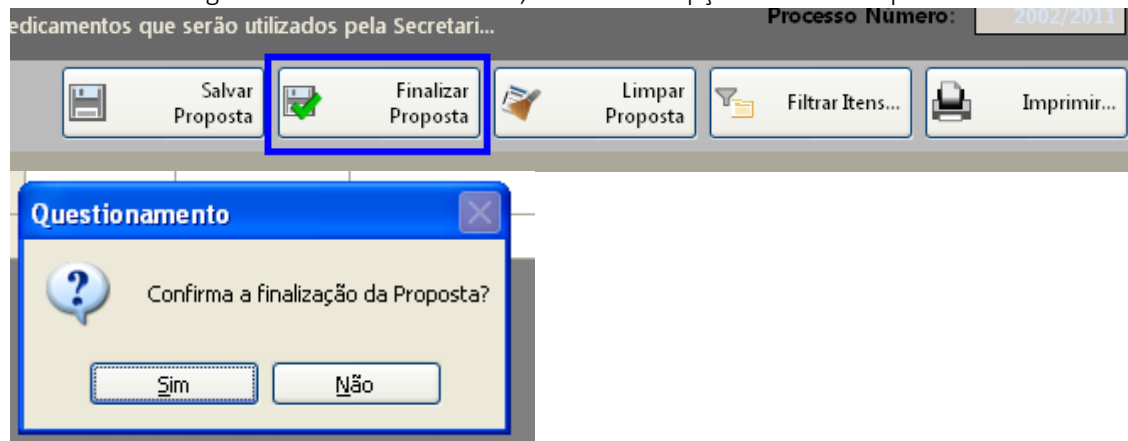 edicamentos que serão utilizados pela Secretari...
Processo Número: 2002/2011
Salvar
Proposta
Finalizar
Proposta
Limpar
Proposta
Filtrar Itens...
Imprimir...
Questionamento
Confirma a finalização da Proposta?
Sim
Não